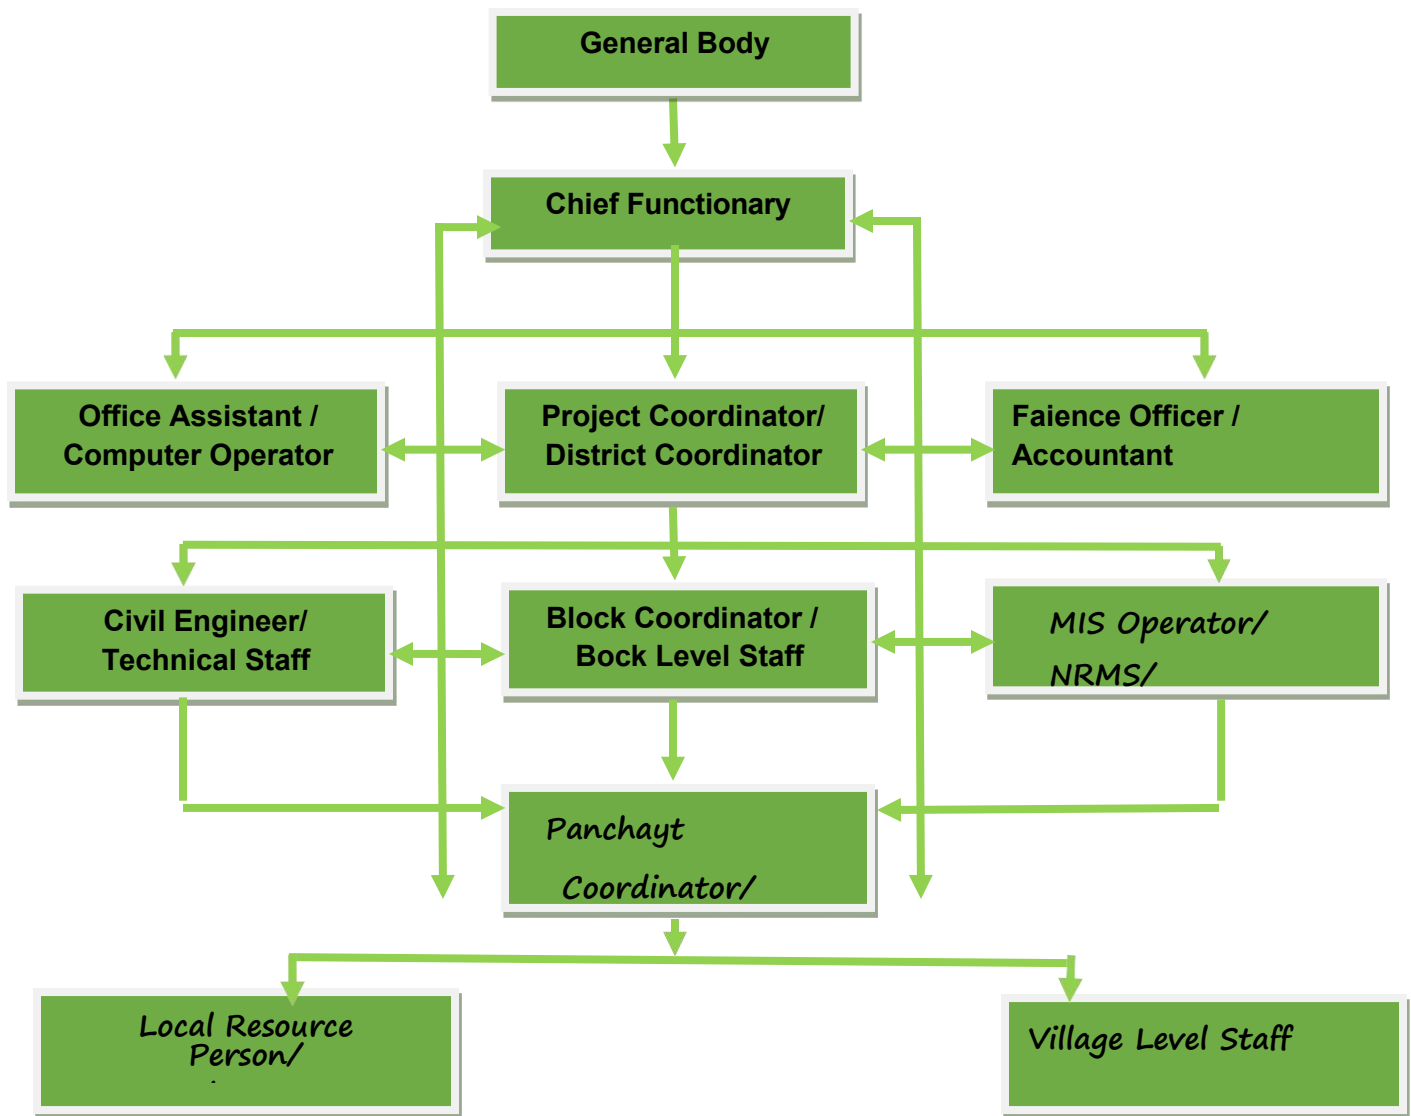 General Body
Chief Functionary
Office Assistant /
Computer Operator
Project Coordinator/
District Coordinator
Faience Officer /
Accountant
Civil Engineer/
Technical Staff
Block Coordinator /
Bock Level Staff
MIS Operator/
NRMS/
Panchayt
Coordinator/
Local Resource
Person/
Village Level Staff